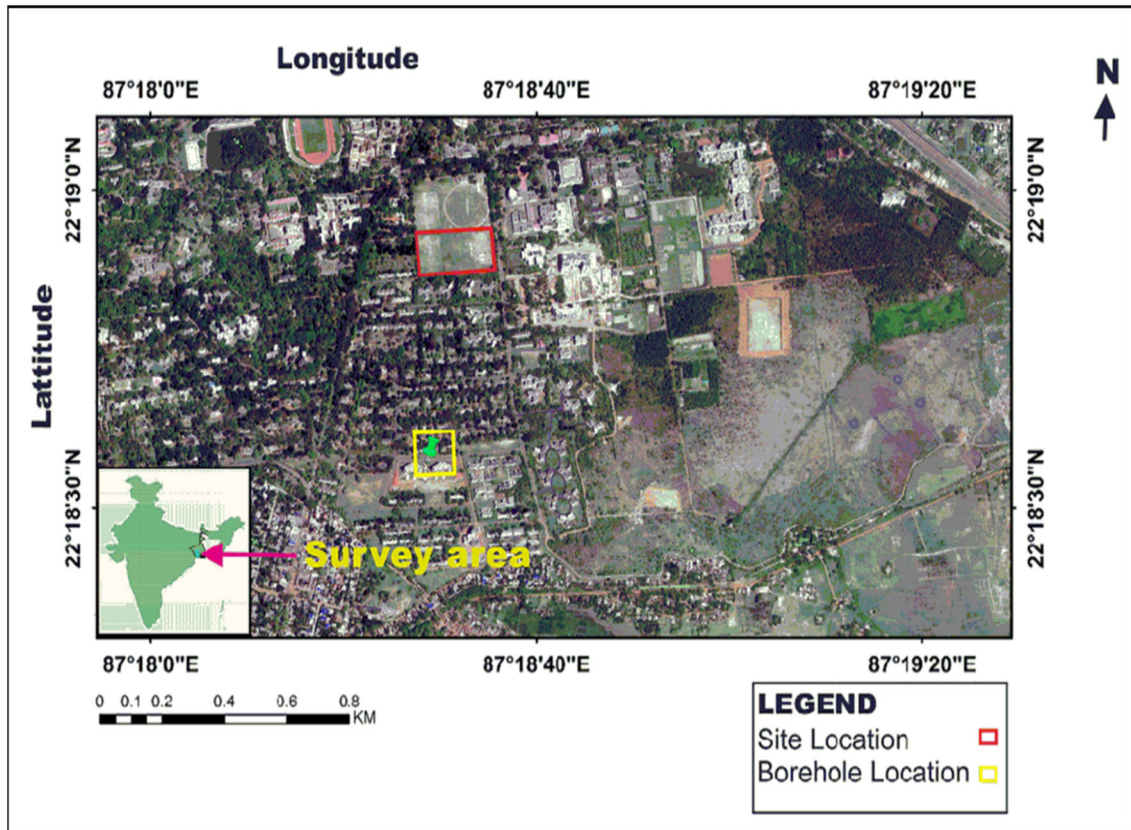 Longitude
N
87°18'0"E 87°18'40"E 87°19'20"E
22°19'0"N
22°19'0"N
Lattitude
22°18'30"N
22°18'30"N
Survey area
87°18'0"E 87°18'40"E 87°19'20"E
0 0.1 0.2 0.4 0.6 0.8
KM
LEGEND
Site Location
Borehole Location